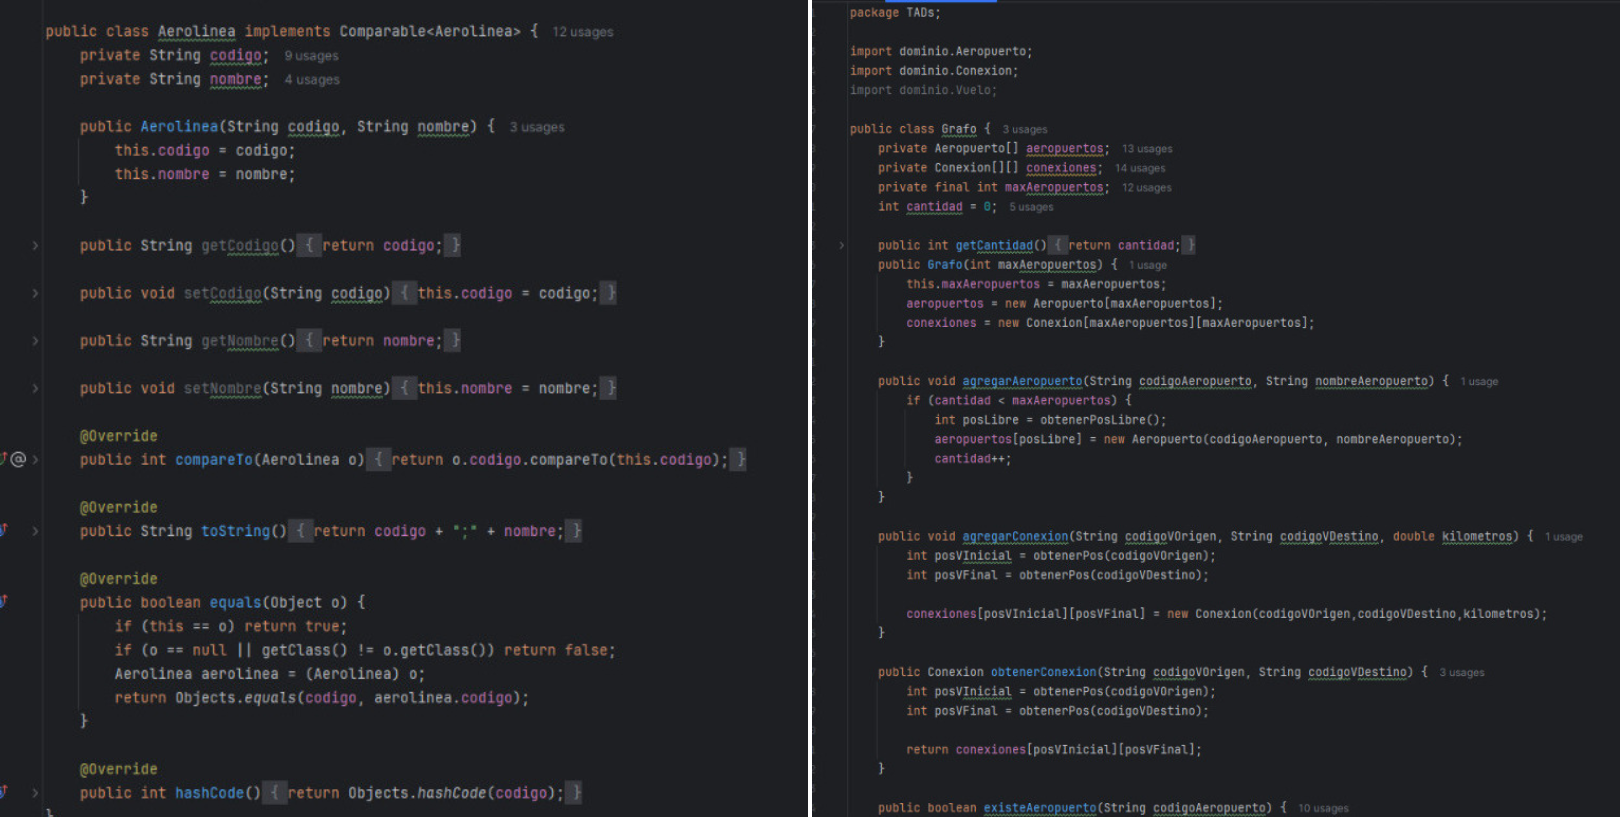 public class Aerolinea implements Comparable<Aerolinea> { 12 usages
private String codigo; 9 usages
private String nombre; 4 usages
public Aerolinea(String codigo, String nombre) { 3 usages
this.codigo = codigo;
this.nombre = nombre;
}
public String getCodigo() { return codigo; }
public void setCodigo(String codigo) { this.codigo = codigo; }
public String getNombre() { return nombre; }
public void setNombre(String nombre) { this.nombre = nombre; }
@Override
public int compareTo(Aerolinea o) { return o.codigo.compareTo(this.codigo); }
@Override
public String toString() { return codigo + ";" + nombre; }
@Override
public boolean equals(Object o) {
if (this == o) return true;
if (o == null || getClass() != o.getClass()) return false;
Aerolinea aerolinea = (Aerolinea) o;
return Objects.equals(codigo, aerolinea.codigo);
}
@Override
public int hashCode() { return Objects.hashCode(codigo); }
}
package TADs;
import dominio.Aeropuerto;
import dominio.Conexion;
import dominio.Vuelo;
public class Grafo { 3 usages
private Aeropuerto[] aeropuertos; 13 usages
private Conexion[][] conexiones; 14 usages
private final int maxAeropuertos; 12 usages
int cantidad = 0; 5 usages
public int getCantidad() { return cantidad; }
public Grafo(int maxAeropuertos) { 1 usage
this.maxAeropuertos = maxAeropuertos;
aeropuertos = new Aeropuerto[maxAeropuertos];
conexiones = new Conexion[maxAeropuertos][maxAeropuertos];
}
public void agregarAeropuerto(String codigoAeropuerto, String nombreAeropuerto) { 1 usage
if (cantidad < maxAeropuertos) {
int posLibre = obtenerPosLibre();
aeropuertos[posLibre] = new Aeropuerto(codigoAeropuerto, nombreAeropuerto);
cantidad++;
}
}
public void agregarConexion(String codigoVOrigen, String codigoVDestino, double kilometros) { 1 usage
int posVInicial = obtenerPos(codigoVOrigen);
int posVFinal = obtenerPos(codigoVDestino);
conexiones[posVInicial][posVFinal] = new Conexion(codigoVOrigen,codigoVDestino,kilometros);
}
public Conexion obtenerConexion(String codigoVOrigen, String codigoVDestino) { 3 usages
int posVInicial = obtenerPos(codigoVOrigen);
int posVFinal = obtenerPos(codigoVDestino);
return conexiones[posVInicial][posVFinal];
}
public boolean existeAeropuerto(String codigoAeropuerto) { 10 usages